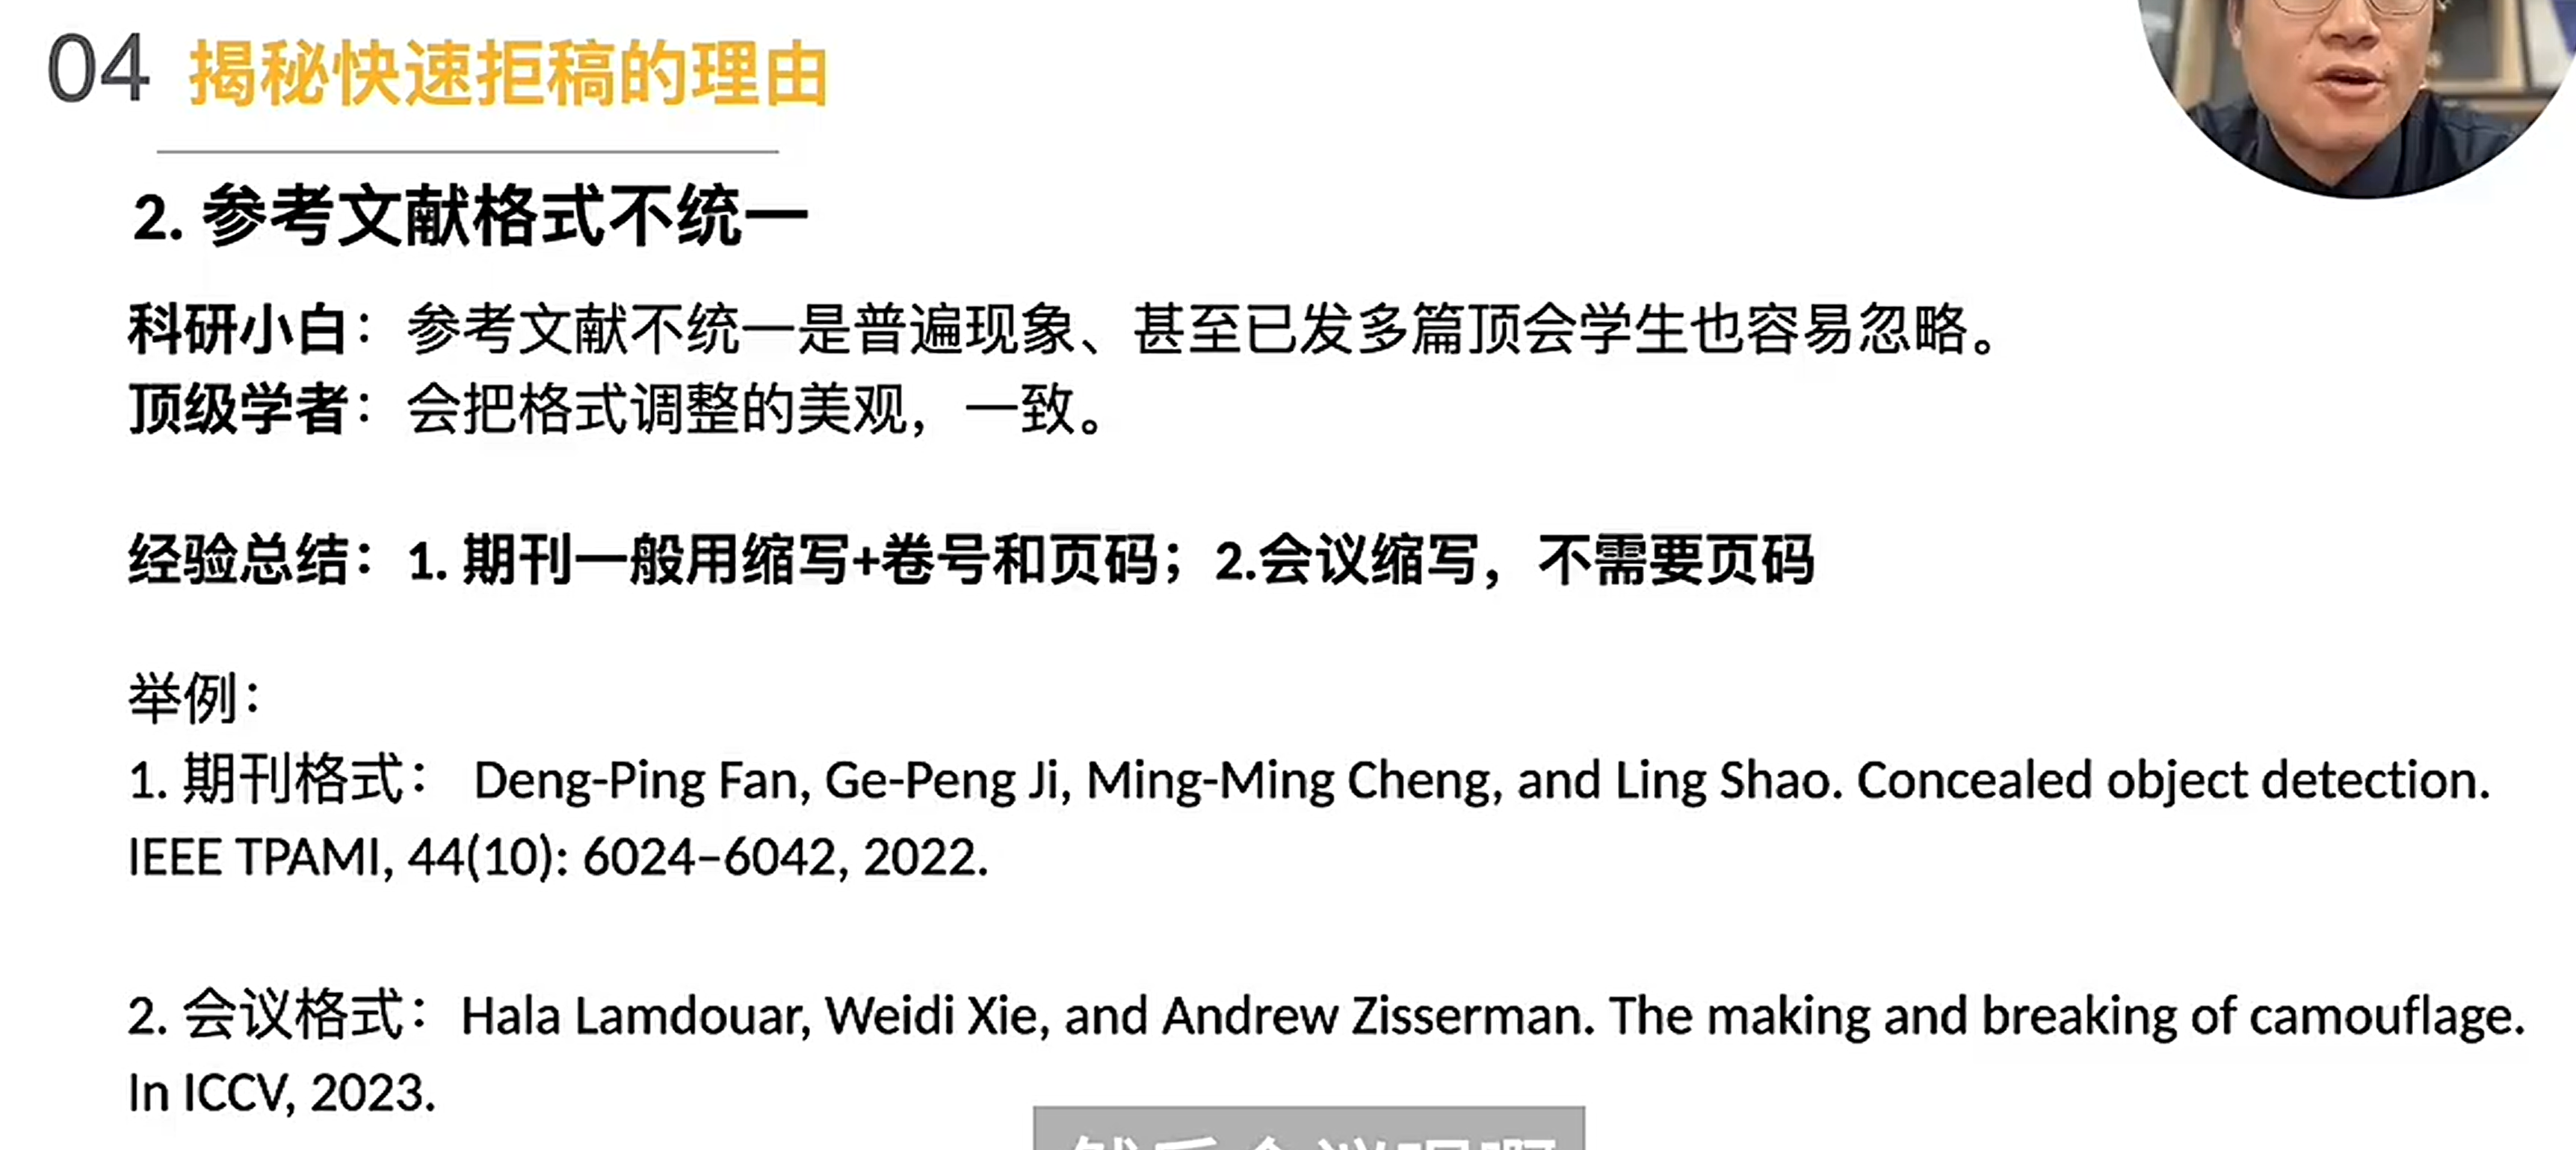 04 揭秘快速拒稿的理由
2. 参考文献格式不统一
科研小白：参考文献不统一是普遍现象、甚至已发多篇顶会学生也容易忽略。
顶级学者：会把格式调整的美观，一致。
经验总结：1. 期刊一般用缩写+卷号和页码；2.会议缩写，不需要页码
举例：
1. 期刊格式： Deng-Ping Fan, Ge-Peng Ji, Ming-Ming Cheng, and Ling Shao. Concealed object detection.
IEEE TPAMI, 44(10): 6024–6042, 2022.
2. 会议格式：Hala Lamdouar, Weidi Xie, and Andrew Zisserman. The making and breaking of camouflage.
In ICCV, 2023.